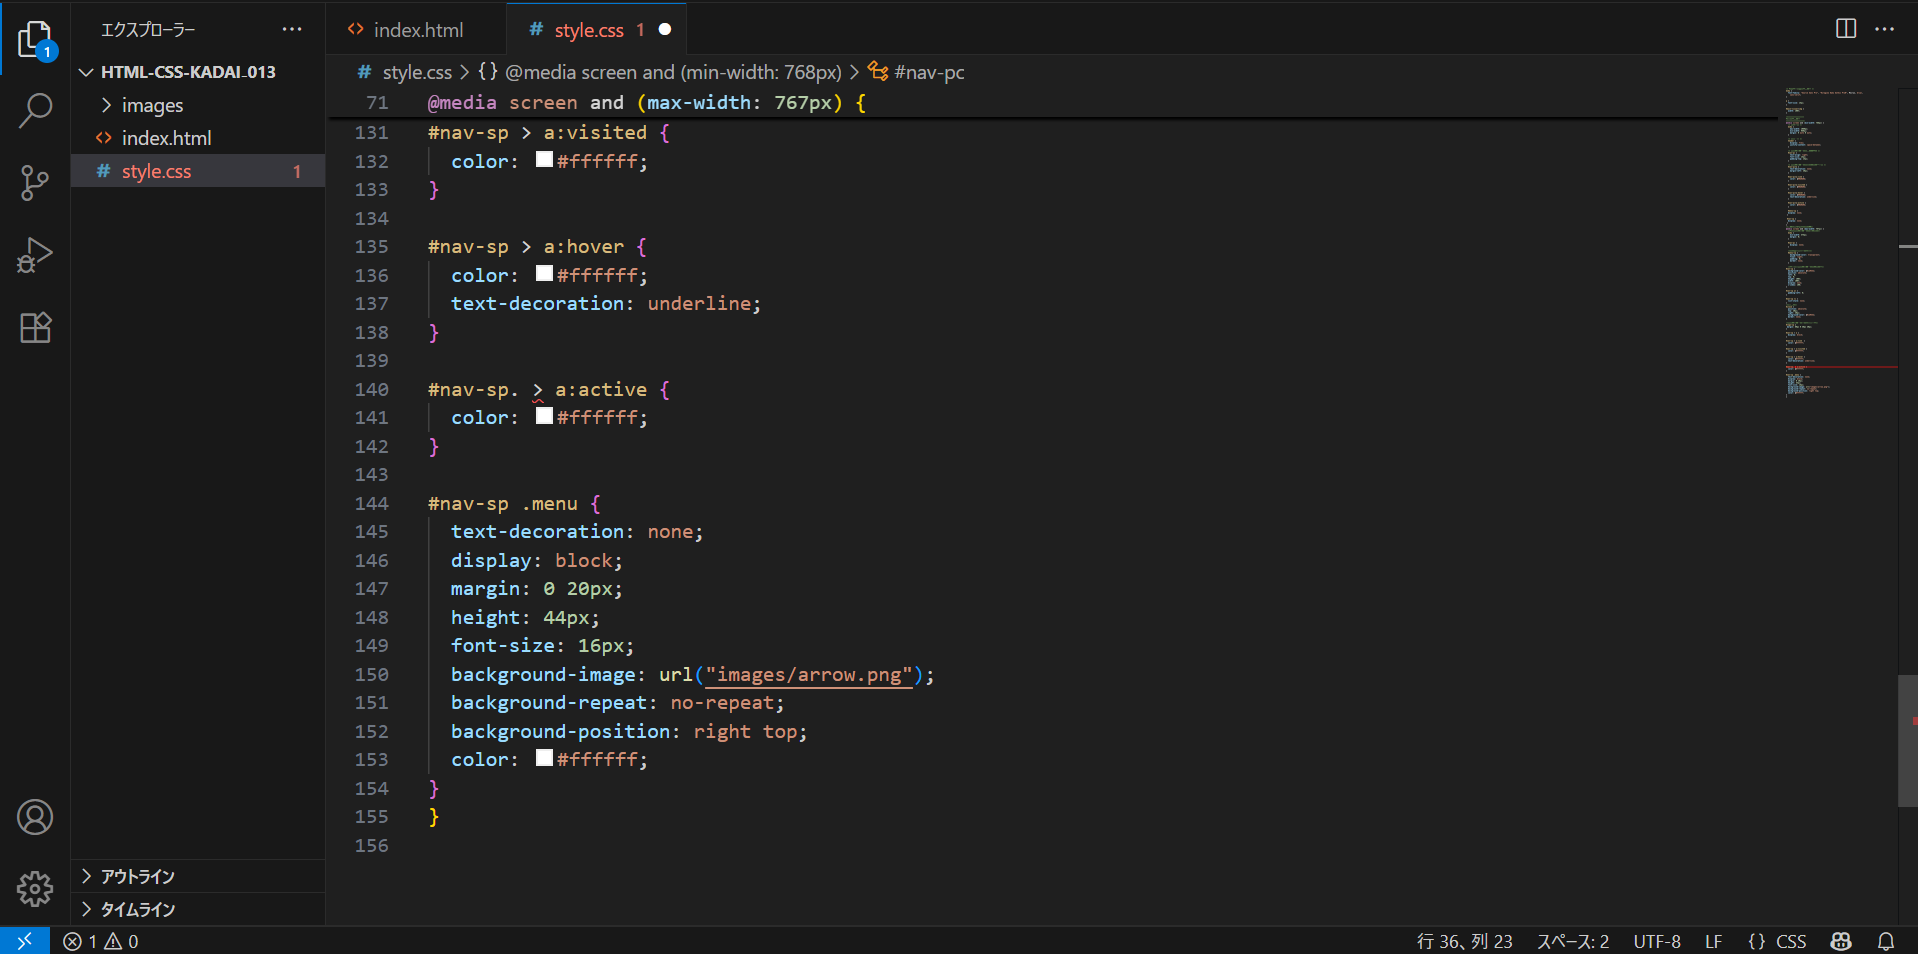 エクスプローラー ···
index.html
style.css 1
1
HTML-CSS-KADAI-013
images
index.html
style.css 1
アウトライン
タイムライン
style.css > {} @media screen and (min-width: 768px) > #nav-pc
71 @media screen and (max-width: 767px) {
131 #nav-sp > a:visited {
132 color: #ffffff;
133 }
134
135 #nav-sp > a:hover {
136 color: #ffffff;
137 text-decoration: underline;
138 }
139
140 #nav-sp. > a:active {
141 color: #ffffff;
142 }
143
144 #nav-sp .menu {
145 text-decoration: none;
146 display: block;
147 margin: 0 20px;
148 height: 44px;
149 font-size: 16px;
150 background-image: url("images/arrow.png");
151 background-repeat: no-repeat;
152 background-position: right top;
153 color: #ffffff;
154 }
155 }
156
1 0
行 36、列 23 スペース: 2 UTF-8 LF {} CSS